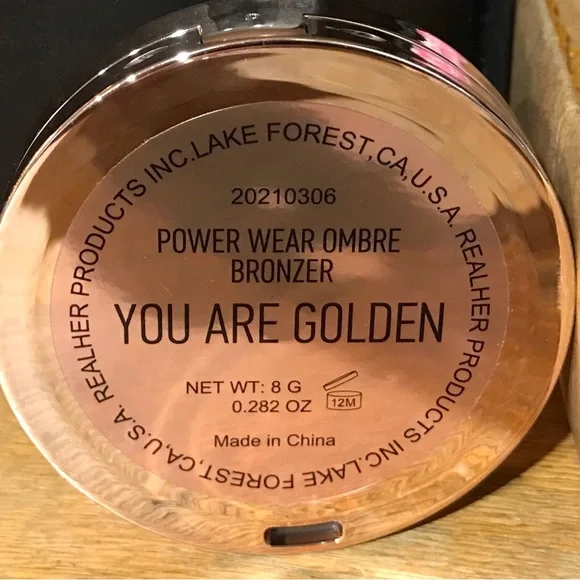 REALHER PRODUCTS INC.LAKE FOREST,CA,U.S.A. REALHER PRODUCTS INC.LAKE FOREST,CA,U.S.A.
20210306
POWER WEAR OMBRE
BRONZER
YOU ARE GOLDEN
NET WT: 8 G
0.282 OZ
12M
Made in China